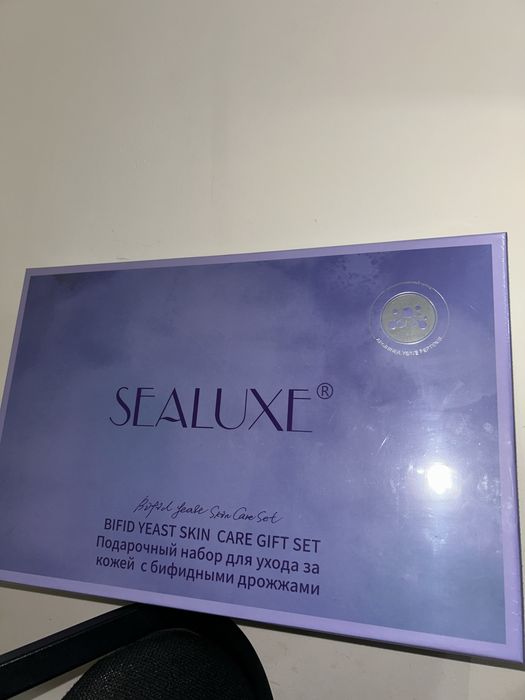 SEALUXE®
Bifid Yeast Skin Care Set
BIFID YEAST SKIN CARE GIFT SET
Подарочный набор для ухода за
кожей с бифидными дрожжами